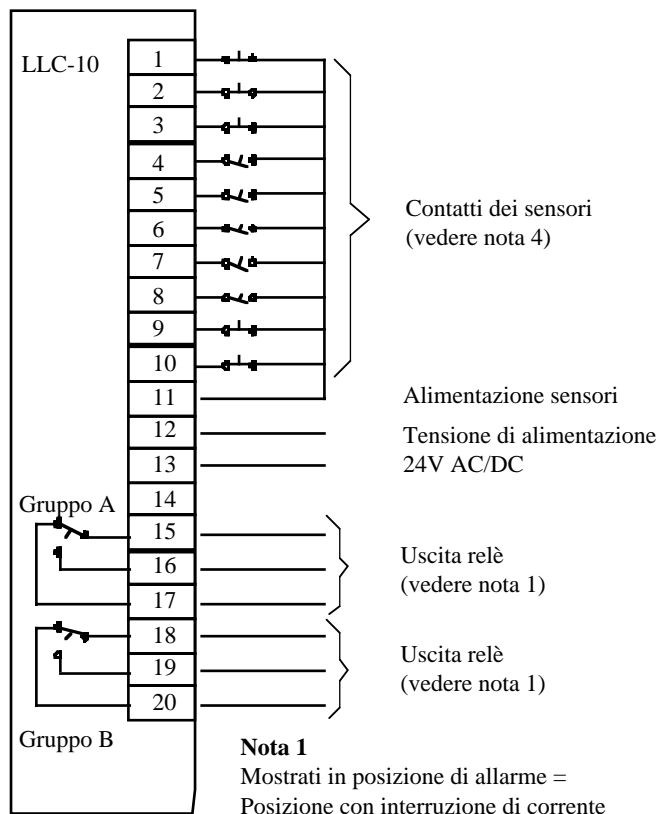 LLC-10
1
2
3
4
5
6
7
8
9
10
11
12
13
14
15
16
17
18
19
20
Contatti dei sensori
(vedere nota 4)
Alimentazione sensori
Tensione di alimentazione
24V AC/DC
Gruppo A
Uscita relè
(vedere nota 1)
Uscita relè
(vedere nota 1)
Gruppo B
Nota 1
Mostrati in posizione di allarme =
Posizione con interruzione di corrente